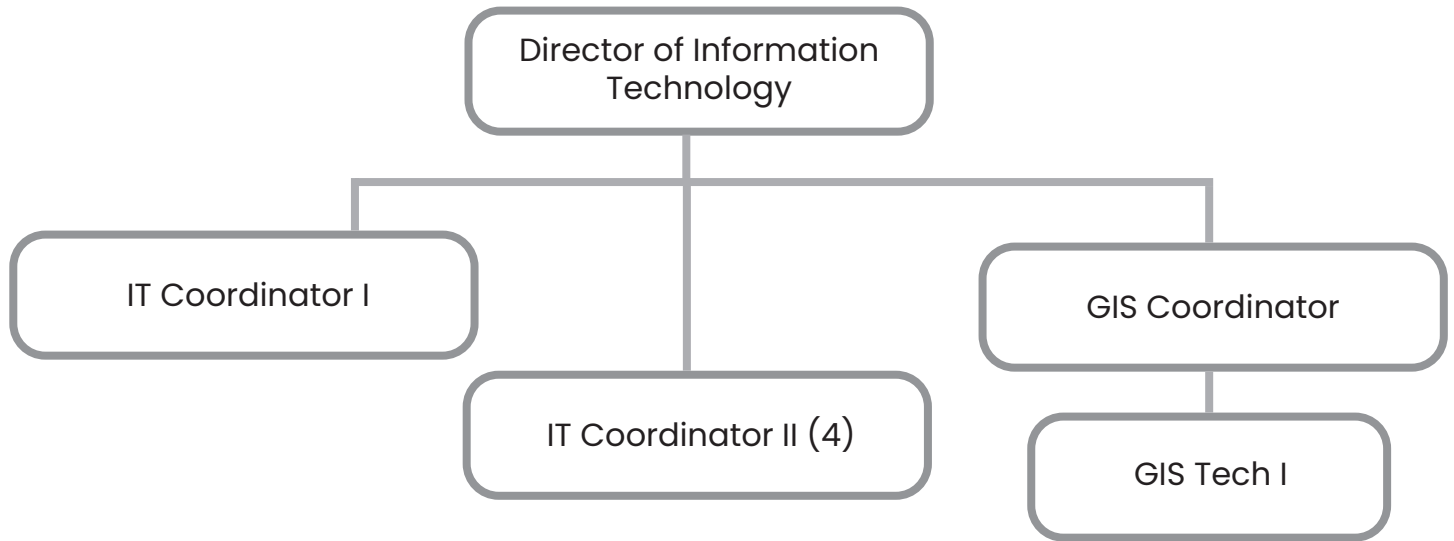 Director of Information
Technology
IT Coordinator I
GIS Coordinator
IT Coordinator II (4)
GIS Tech I